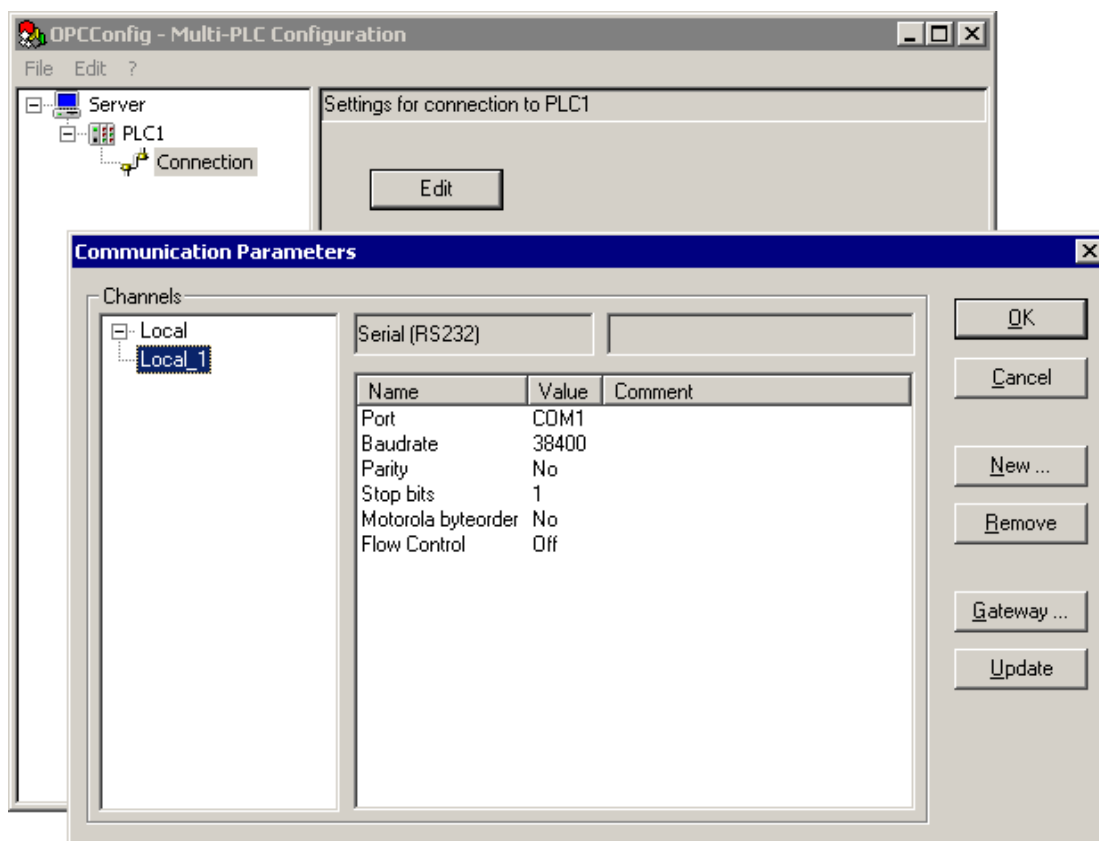 OPCConfig - Multi-PLC Configuration
File Edit ?
Server
PLC1
Connection
Settings for connection to PLC1
Edit
Communication Parameters
Channels
Local
Local_1
Serial (RS232)
Name Value Comment
Port COM1
Baudrate 38400
Parity No
Stop bits 1
Motorola byteorder No
Flow Control Off
OK
Cancel
New ...
Remove
Gateway ...
Update